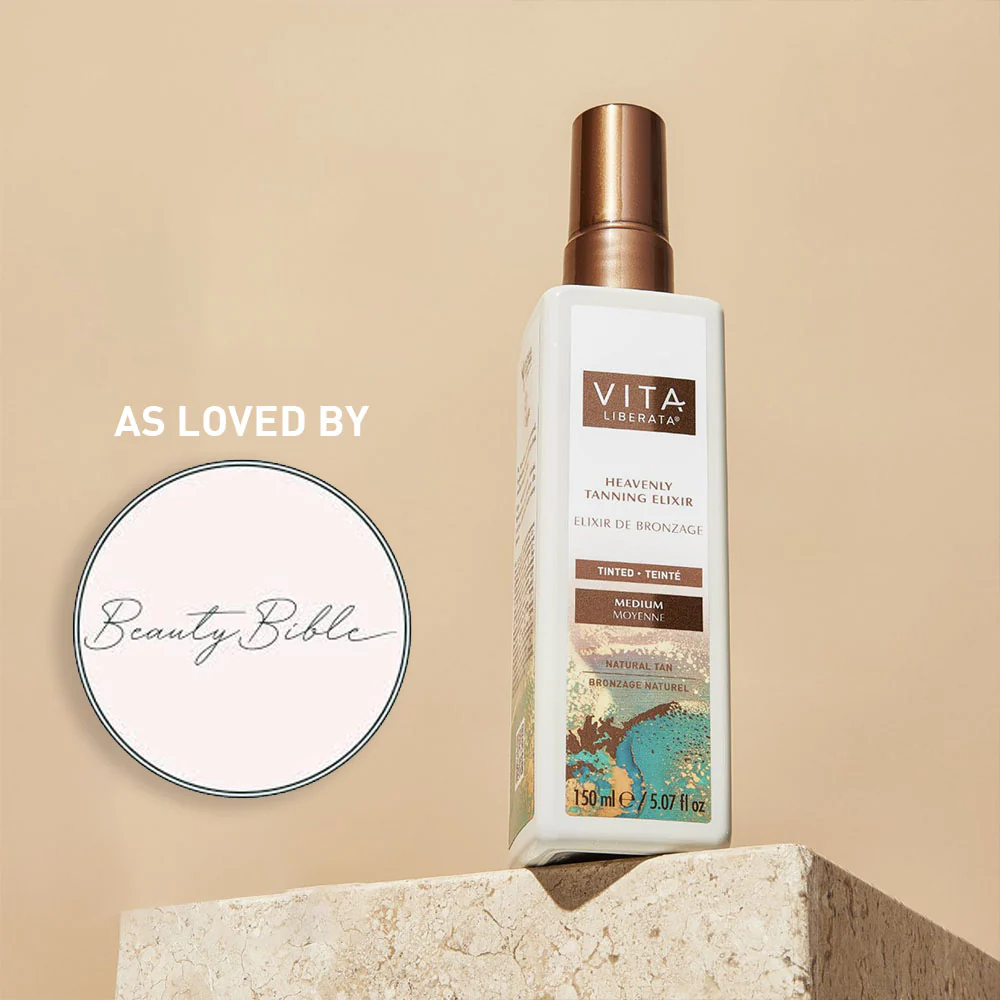 AS LOVED BY
Beauty Bible
VITA
LIBERATA®
HEAVENLY
TANNING ELIXIR
ELIXIR DE BRONZAGE
TINTED • TEINTÉ
MEDIUM
MOYENNE
NATURAL TAN
BRONZAGE NATUREL
150 ml ℮ / 5.07 fl oz